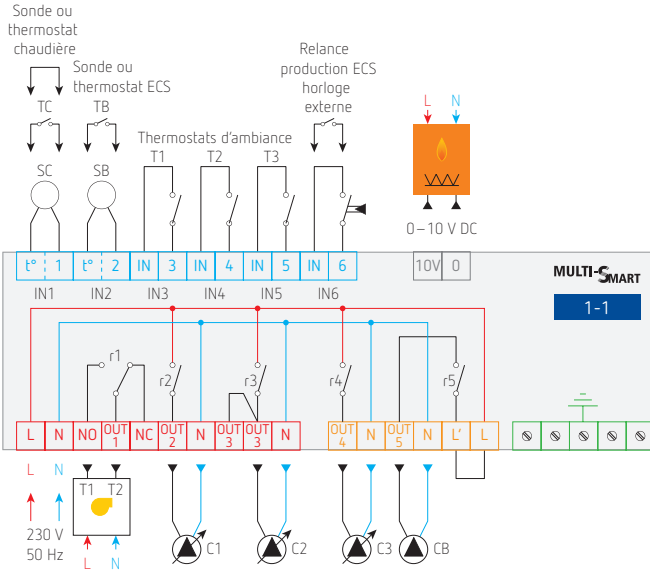 Sonde ou
thermostat
chaudière
Sonde ou
thermostat ECS
TC
TB
Relance
production ECS
horloge
externe
Thermostats d'ambiance
T1
T2
T3
SC
SB
L
N
0–10 V DC
t° 1 t° 2 IN 3 IN 4 IN 5 IN 6
10V 0
IN1 IN2 IN3 IN4 IN5 IN6
MULTI-SMART
1-1
r1
r2
r3
r4
r5
L N NO OUT 1 NC OUT 2 N OUT 3 OUT 3 N OUT 4 N OUT 5 N L' L
L N
T1 T2
230 V
50 Hz
L N
C1
C2
C3
CB